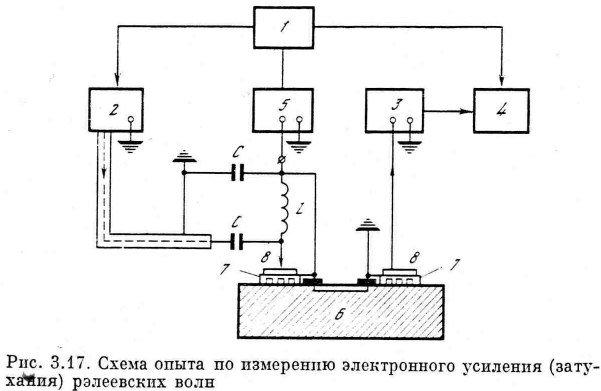 1
2
5
3
4
C
C
L
8
7
8
7
6
Рис. 3.17. Схема опыта по измерению электронного усиления (зату-
хания) рэлеевских волн